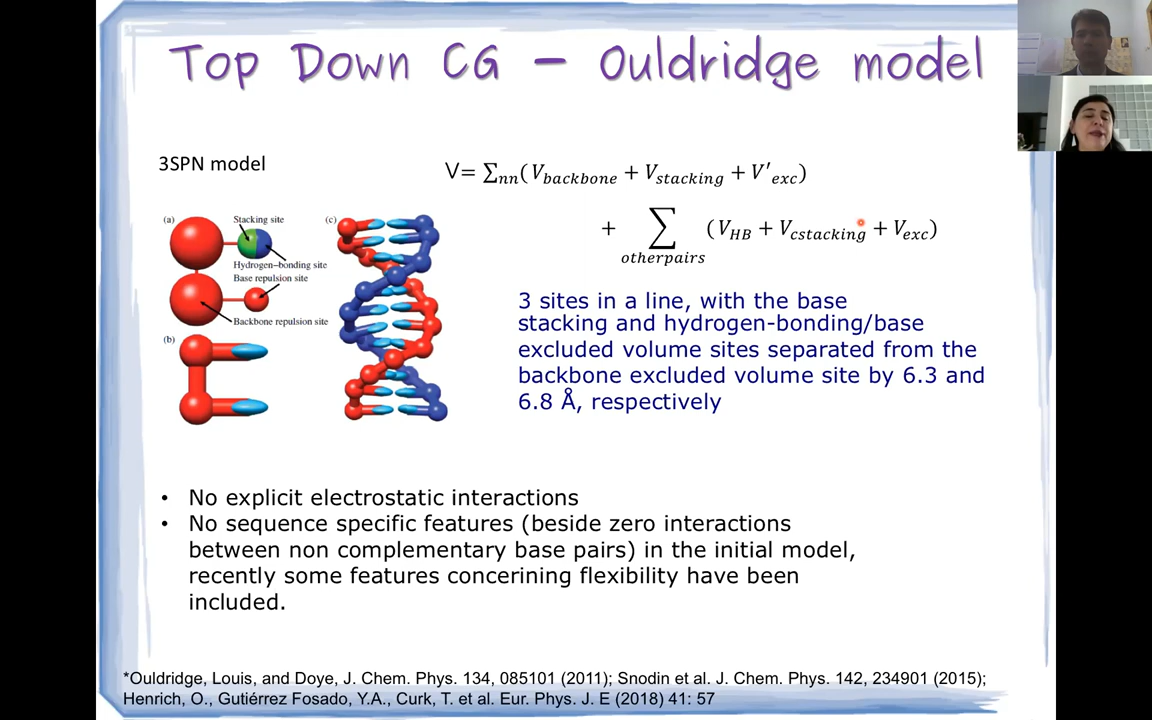 Top Down CG – Ouldridge model
3SPN model
V= ∑nn(Vbackbone + Vstacking + V′exc)
+ ∑ (VHB + Vcstacking + Vexc)
otherpairs
(a)
Stacking site
Hydrogen–bonding site
Base repulsion site
Backbone repulsion site
(b)
(c)
3 sites in a line, with the base
stacking and hydrogen-bonding/base
excluded volume sites separated from the
backbone excluded volume site by 6.3 and
6.8 Å, respectively
• No explicit electrostatic interactions
• No sequence specific features (beside zero interactions
between non complementary base pairs) in the initial model,
recently some features concerining flexibility have been
included.
*Ouldridge, Louis, and Doye, J. Chem. Phys. 134, 085101 (2011); Snodin et al. J. Chem. Phys. 142, 234901 (2015);
Henrich, O., Gutiérrez Fosado, Y.A., Curk, T. et al. Eur. Phys. J. E (2018) 41: 57